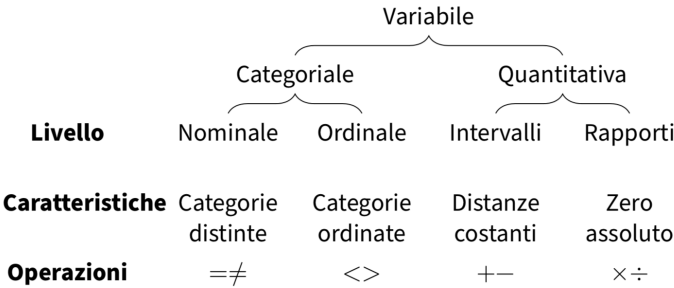 Variabile
Categoriale Quantitativa
Livello Nominale Ordinale Intervalli Rapporti
Caratteristiche Categorie Categorie Distanze Zero
distinte ordinate costanti assoluto
Operazioni =≠ <> +− ×÷